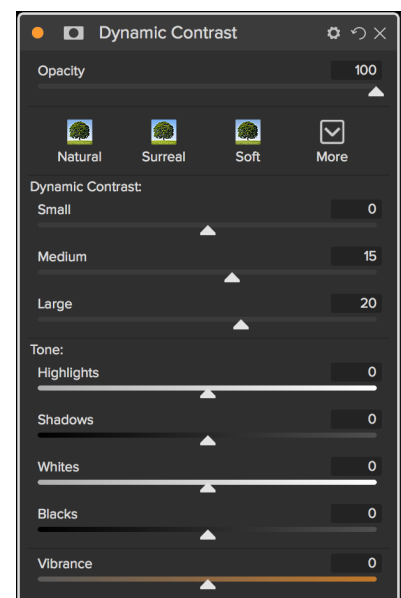 Dynamic Contrast
Opacity 100
Natural Surreal Soft More
Dynamic Contrast:
Small 0
Medium 15
Large 20
Tone:
Highlights 0
Shadows 0
Whites 0
Blacks 0
Vibrance 0